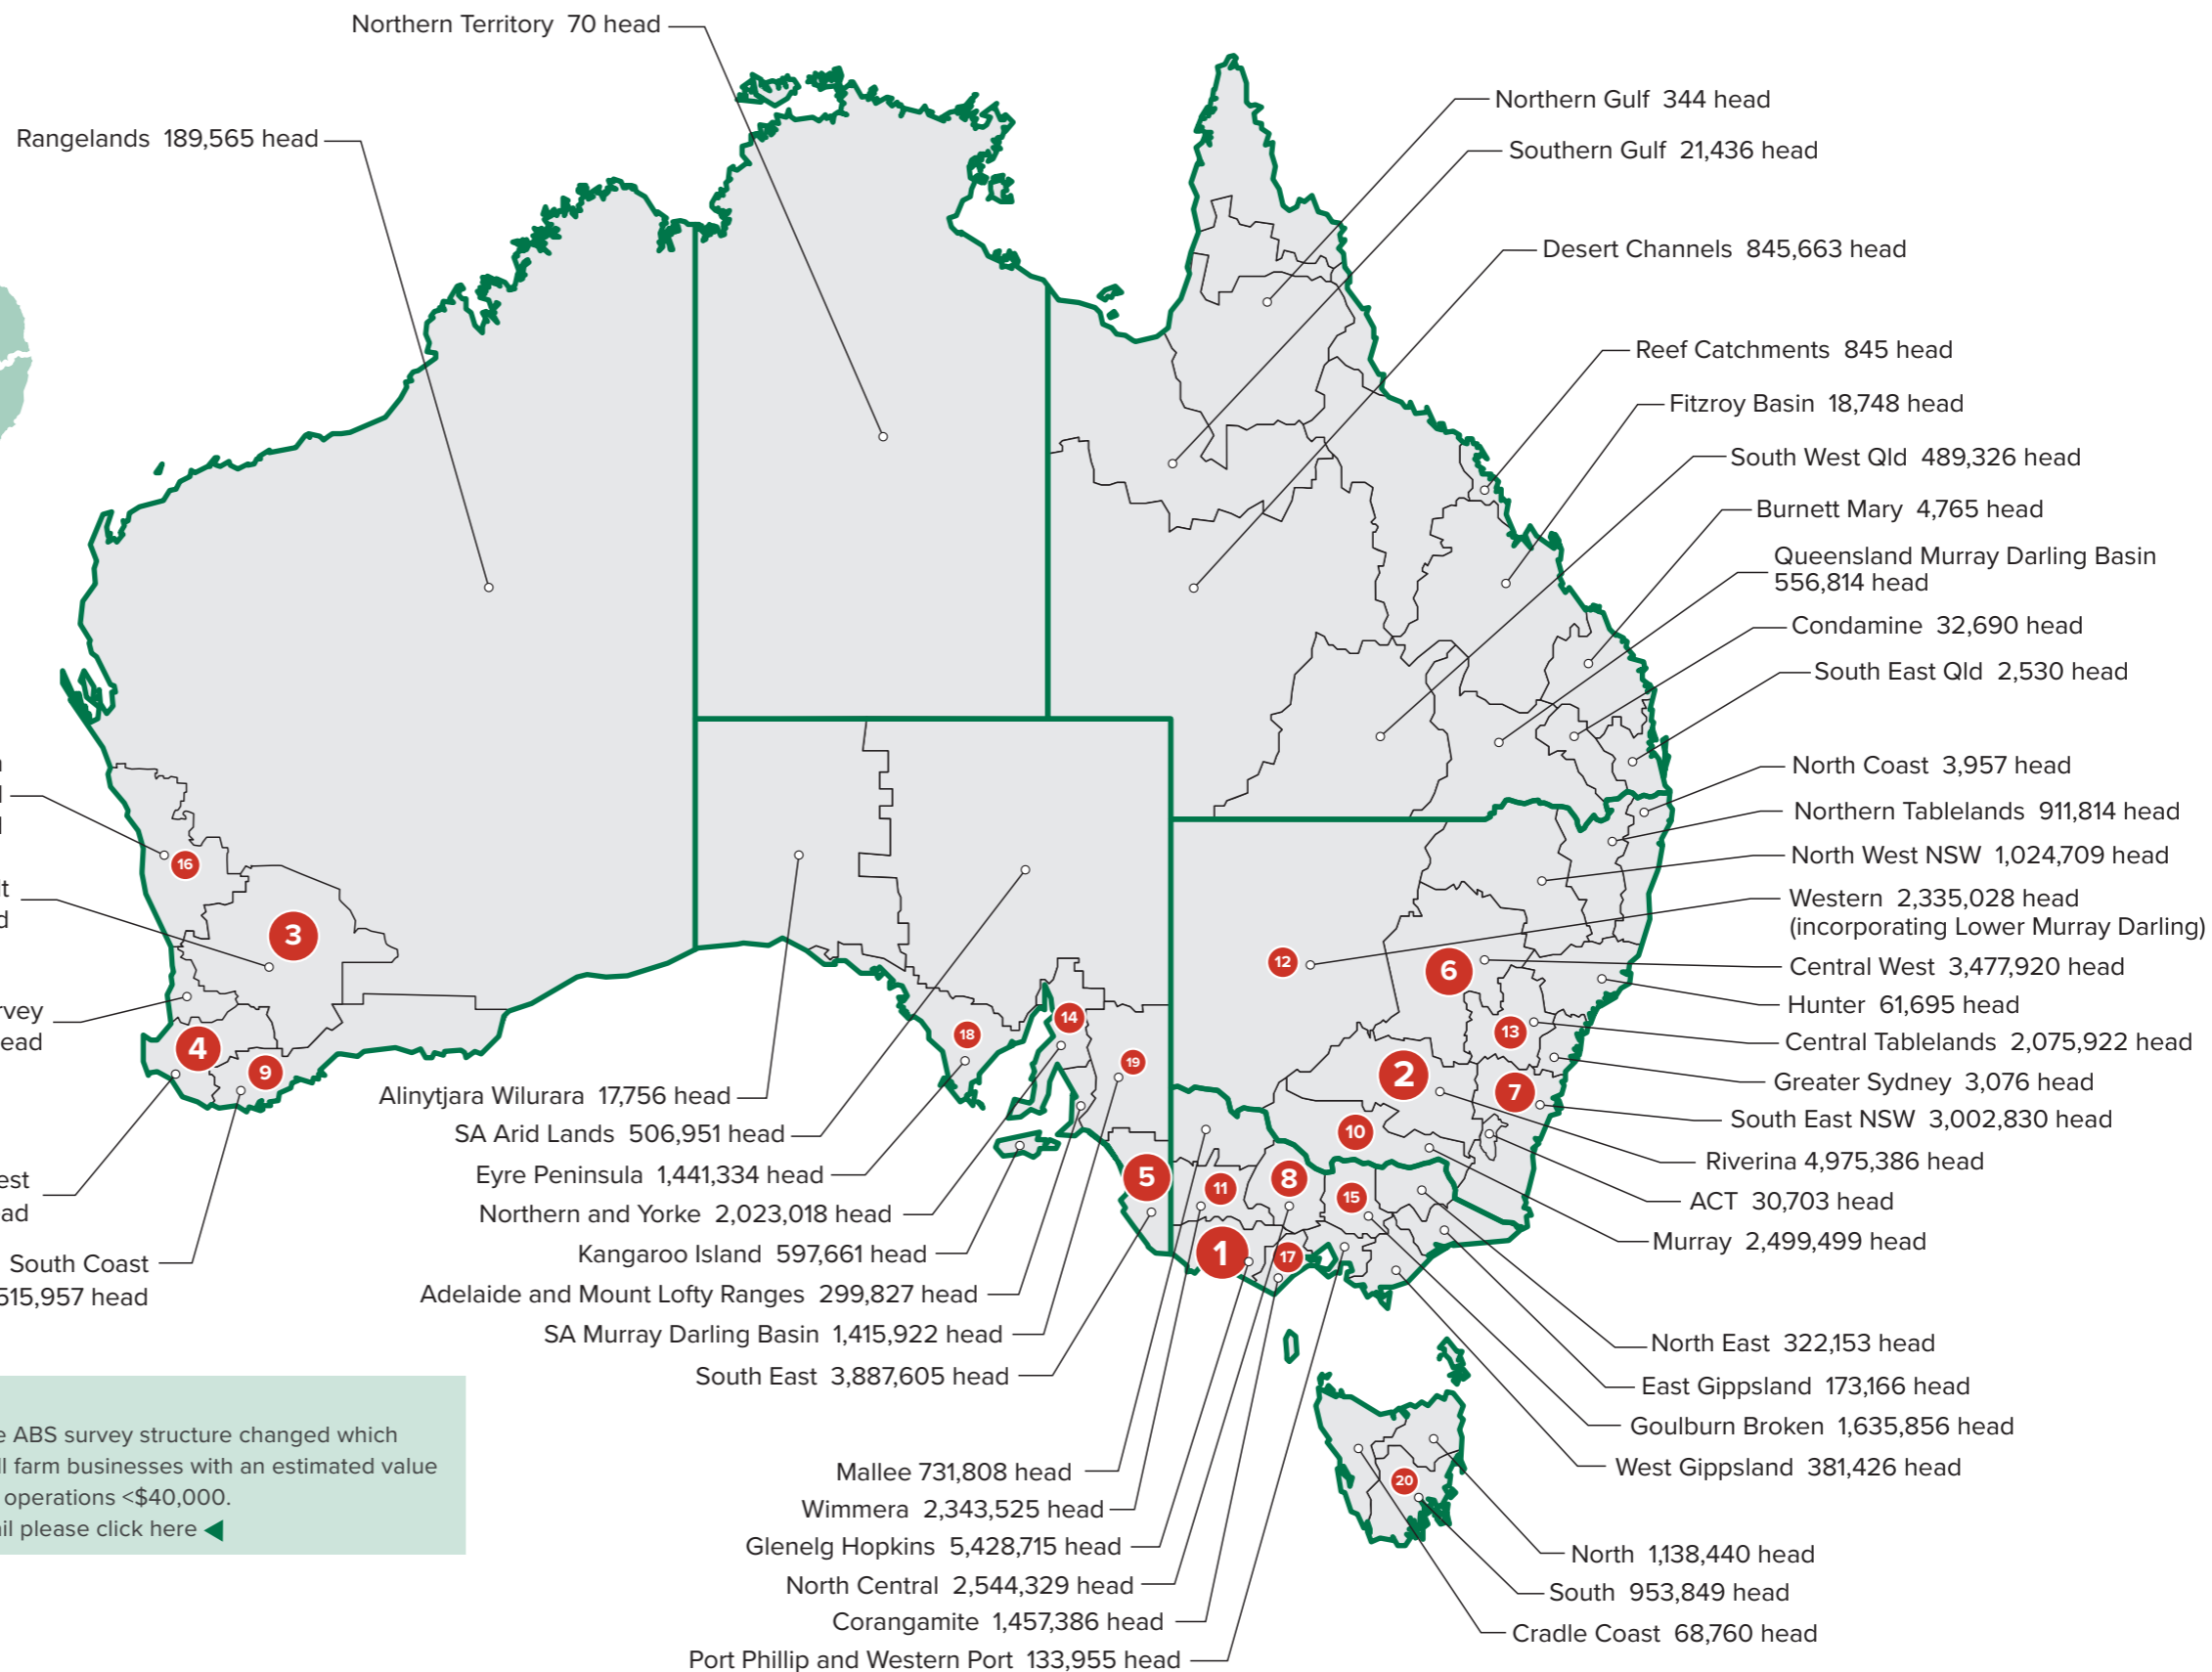 Northern Territory 70 head
Rangelands 189,565 head
Northern Gulf 344 head
Southern Gulf 21,436 head
Desert Channels 845,663 head
Reef Catchments 845 head
Fitzroy Basin 18,748 head
South West Qld 489,326 head
Burnett Mary 4,765 head
Queensland Murray Darling Basin
556,814 head
Condamine 32,690 head
South East Qld 2,530 head
North Coast 3,957 head
Northern Tablelands 911,814 head
North West NSW 1,024,709 head
Western 2,335,028 head
(incorporating Lower Murray Darling)
Central West 3,477,920 head
Hunter 61,695 head
Central Tablelands 2,075,922 head
Greater Sydney 3,076 head
South East NSW 3,002,830 head
Riverina 4,975,386 head
ACT 30,703 head
Murray 2,499,499 head
North East 322,153 head
East Gippsland 173,166 head
Goulburn Broken 1,635,856 head
West Gippsland 381,426 head
North 1,138,440 head
South 953,849 head
Cradle Coast 68,760 head
16
3
4
9
12
6
13
2
7
10
14
18
19
5
11
8
15
1
17
20
South Coast
515,957 head
Alinytjara Wilurara 17,756 head
SA Arid Lands 506,951 head
Eyre Peninsula 1,441,334 head
Northern and Yorke 2,023,018 head
Kangaroo Island 597,661 head
Adelaide and Mount Lofty Ranges 299,827 head
SA Murray Darling Basin 1,415,922 head
South East 3,887,605 head
Mallee 731,808 head
Wimmera 2,343,525 head
Glenelg Hopkins 5,428,715 head
North Central 2,544,329 head
Corangamite 1,457,386 head
Port Phillip and Western Port 133,955 head
ABS survey structure changed which
farm businesses with an estimated value
operations <$40,000.
please click here ◀